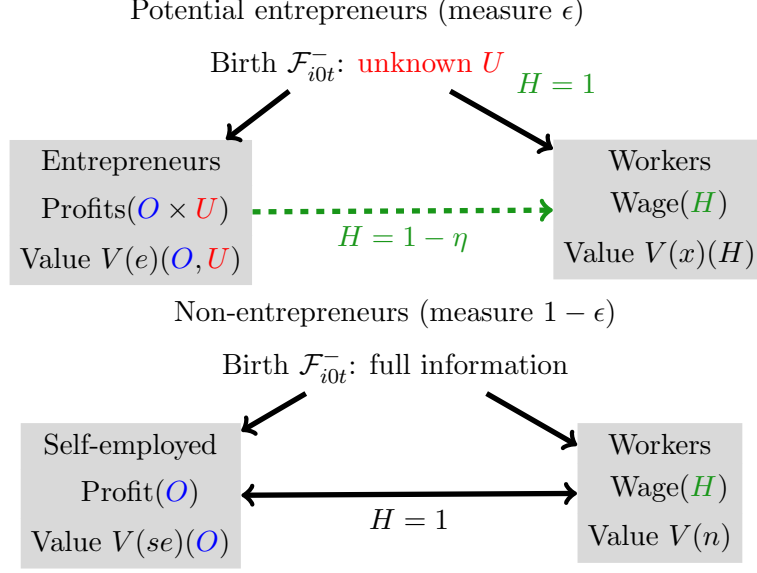 Potential entrepreneurs (measure ϵ)
Birth ℱ⁻ᵢ₀ₜ: unknown U
H = 1
Entrepreneurs
Profits(O × U)
Value V(e)(O, U)
H = 1 − η
Workers
Wage(H)
Value V(x)(H)
Non-entrepreneurs (measure 1 − ϵ)
Birth ℱ⁻ᵢ₀ₜ: full information
Self-employed
Profit(O)
Value V(se)(O)
H = 1
Workers
Wage(H)
Value V(n)